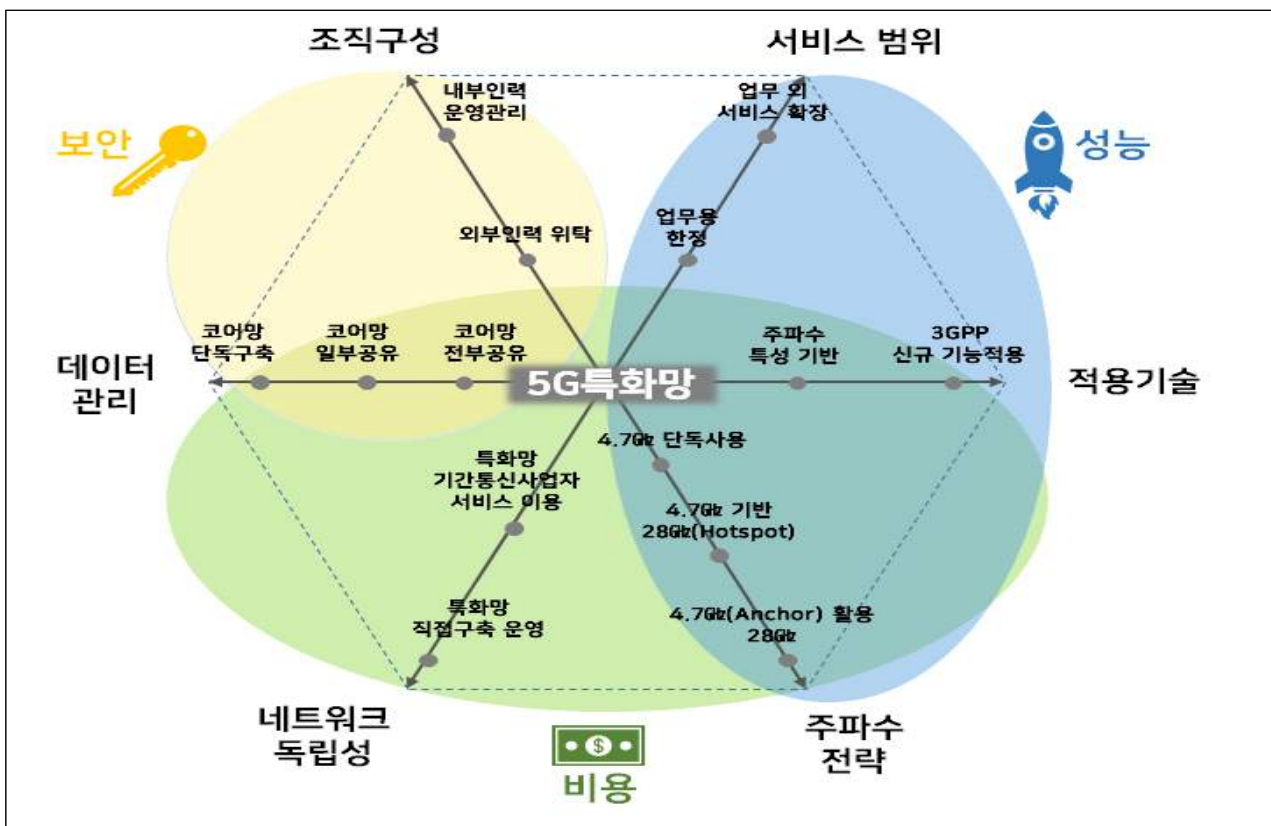 조직구성
서비스 범위
내부인력
운영관리
업무 외
서비스 확장
보안
성능
외부인력 위탁
업무용
한정
코어망
단독구축
코어망
일부공유
코어망
전부공유
주파수
특성 기반
3GPP
신규 기능적용
데이터
관리
5G특화망
적용기술
4.7㎓ 단독사용
특화망
기간통신사업자
서비스 이용
4.7㎓ 기반
28㎓(Hotspot)
특화망
직접구축 운영
4.7㎓(Anchor) 활용
28㎓
네트워크
독립성
주파수
전략
$
비용